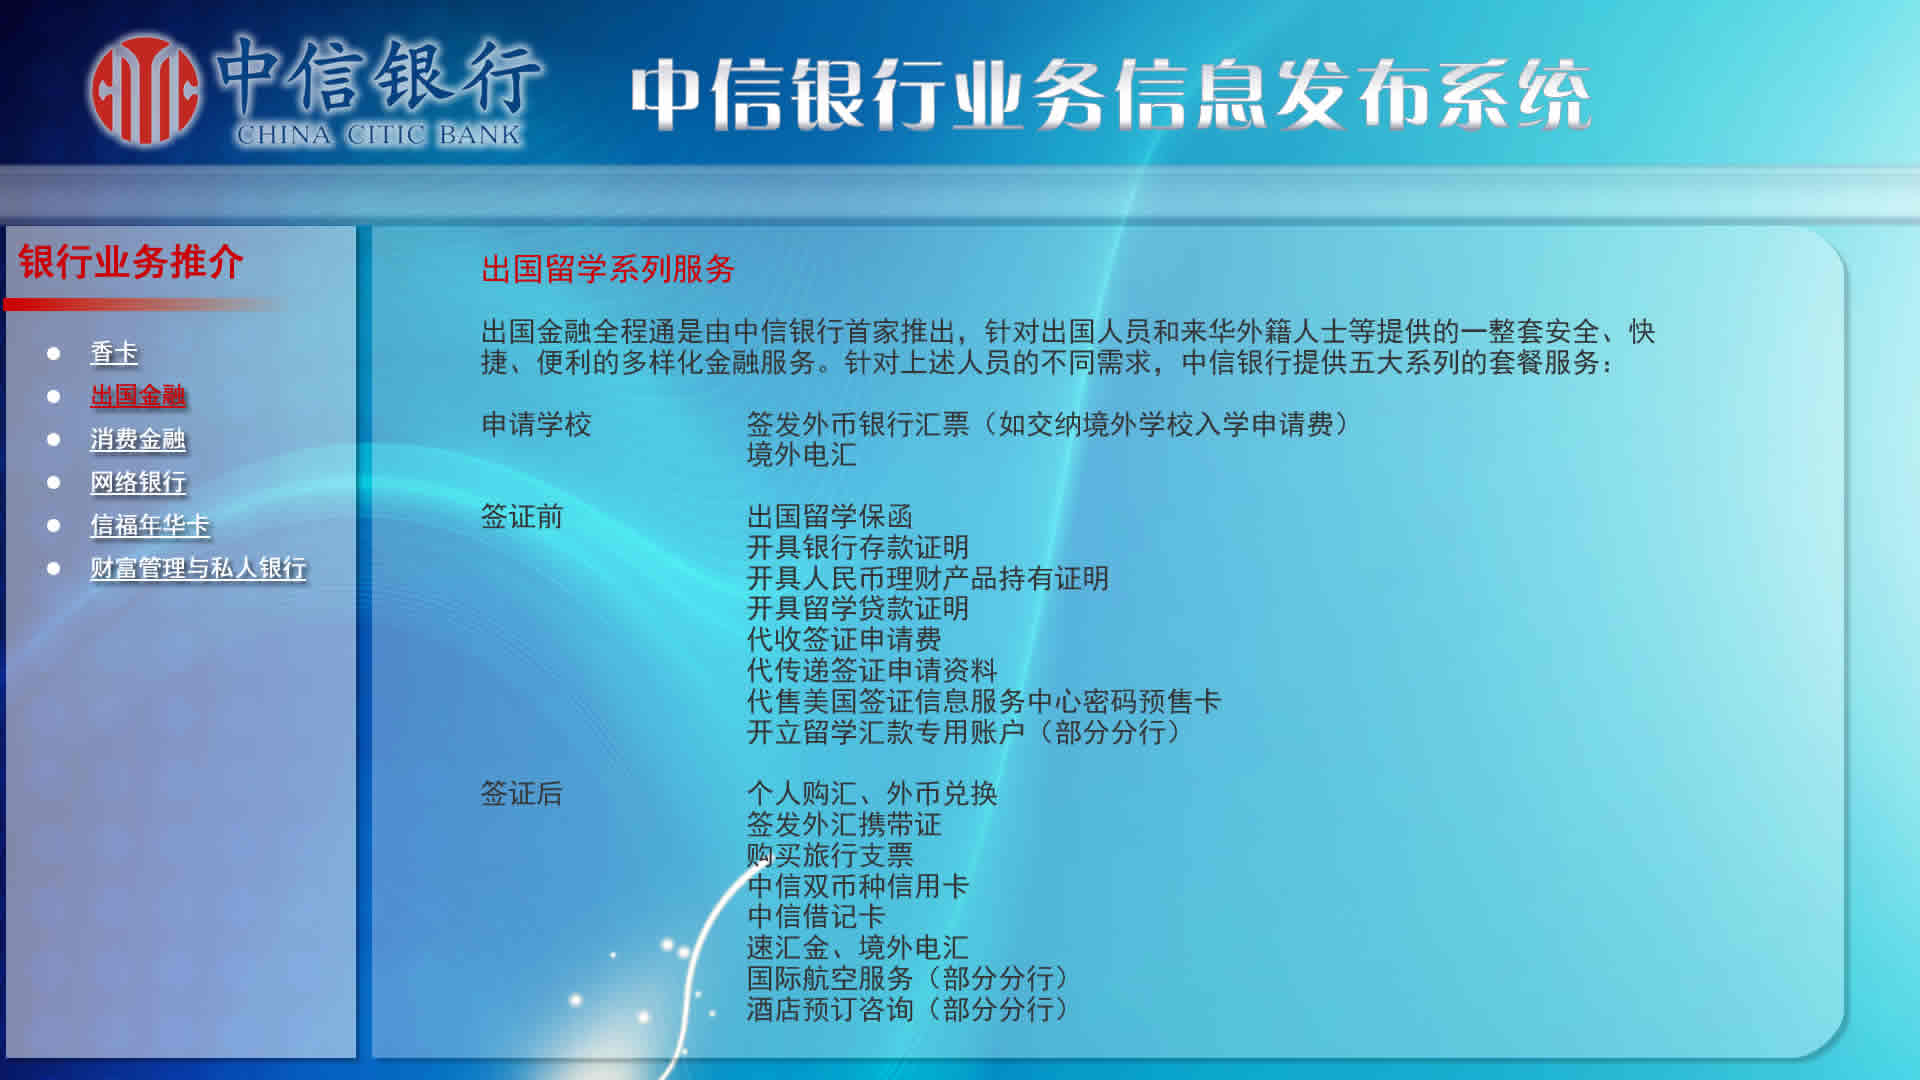 中信银行
CHINA CITIC BANK
中信银行业务信息发布系统
银行业务推介
香卡
出国金融
消费金融
网络银行
信福年华卡
财富管理与私人银行
出国留学系列服务
出国金融全程通是由中信银行首家推出，针对出国人员和来华外籍人士等提供的一整套安全、快
捷、便利的多样化金融服务。针对上述人员的不同需求，中信银行提供五大系列的套餐服务：
申请学校 签发外币银行汇票（如交纳境外学校入学申请费）
境外电汇
签证前 出国留学保函
开具银行存款证明
开具人民币理财产品持有证明
开具留学贷款证明
代收签证申请费
代传递签证申请资料
代售美国签证信息服务中心密码预售卡
开立留学汇款专用账户（部分分行）
签证后 个人购汇、外币兑换
签发外汇携带证
购买旅行支票
中信双币种信用卡
中信借记卡
速汇金、境外电汇
国际航空服务（部分分行）
酒店预订咨询（部分分行）